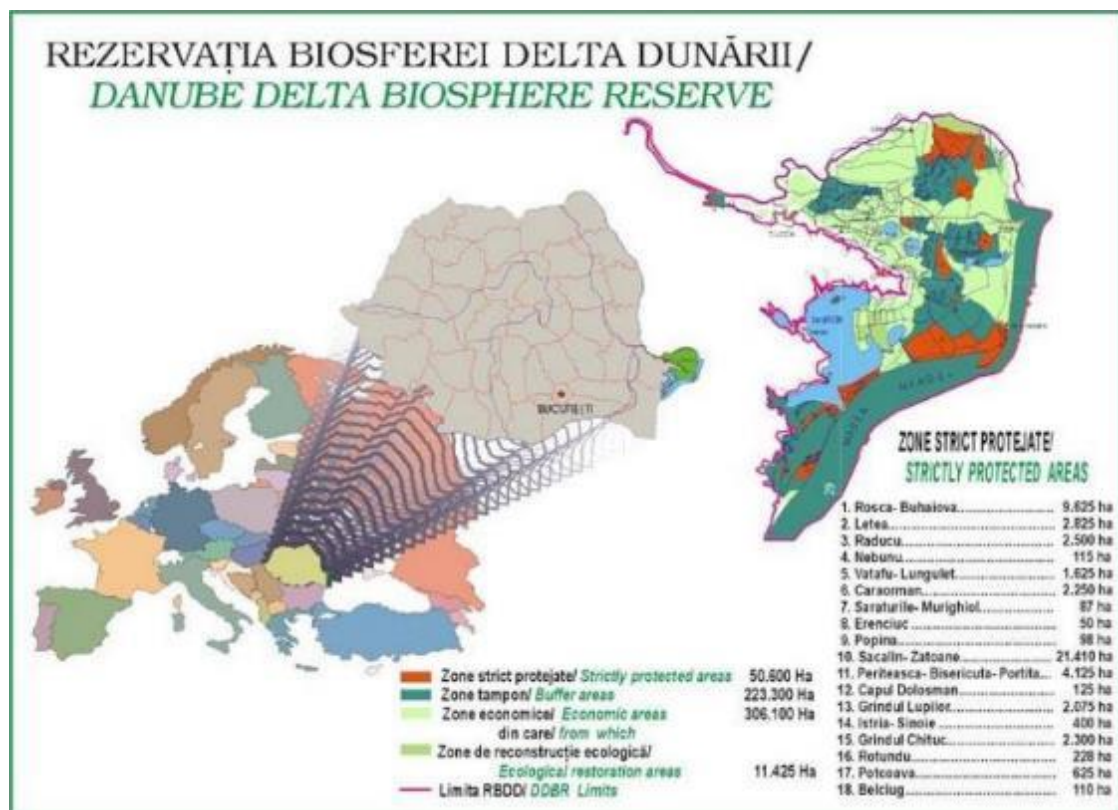 REZERVAȚIA BIOSFEREI DELTA DUNĂRII/
DANUBE DELTA BIOSPHERE RESERVE
ZONE STRICT PROTEJATE/
STRICTLY PROTECTED AREAS
1. Rosca- Buhaiova 9.625 ha
2. Letea 2.825 ha
3. Raducu 2.500 ha
4. Nebunu 115 ha
5. Vatafu- Lungulet 1.625 ha
6. Caraorman 2.250 ha
7. Saraturile- Murighiol 87 ha
8. Erenciuc 50 ha
9. Popina 98 ha
10. Sacalin- Zatoane 21.410 ha
11. Periteasca- Bisericuta- Portita 4.125 ha
12. Capul Dolosman 125 ha
13. Grindul Lupilor 2.075 ha
14. Istria- Sinoie 400 ha
15. Grindul Chituc 2.300 ha
16. Rotundu 228 ha
17. Potcoava 625 ha
18. Belciug 110 ha
Zone strict protejate/ Strictly protected areas 50.600 Ha
Zone tampon/ Buffer areas 223.300 Ha
Zone economice/ Economic areas 306.100 Ha
din care/ from which
Zone de reconstrucție ecologică/
Ecological restoration areas 11.425 Ha
Limita RBDD/ DDBR Limits